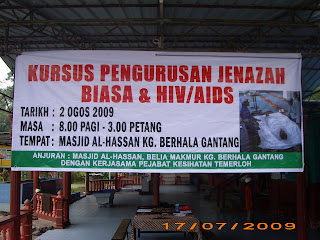 KURSUS PENGURUSAN JENAZAH
BIASA & HIV/AIDS
TARIKH : 2 OGOS 2009
MASA : 8.00 PAGI - 3.00 PETANG
TEMPAT : MASJID AL-HASSAN KG. BERHALA GANTANG
ANJURAN : MASJID AL-HASSAN, BELIA MAKMUR KG. BERHALA GANTANG
DENGAN KERJASAMA PEJABAT KESIHATAN TEMERLOH
17/07/2009